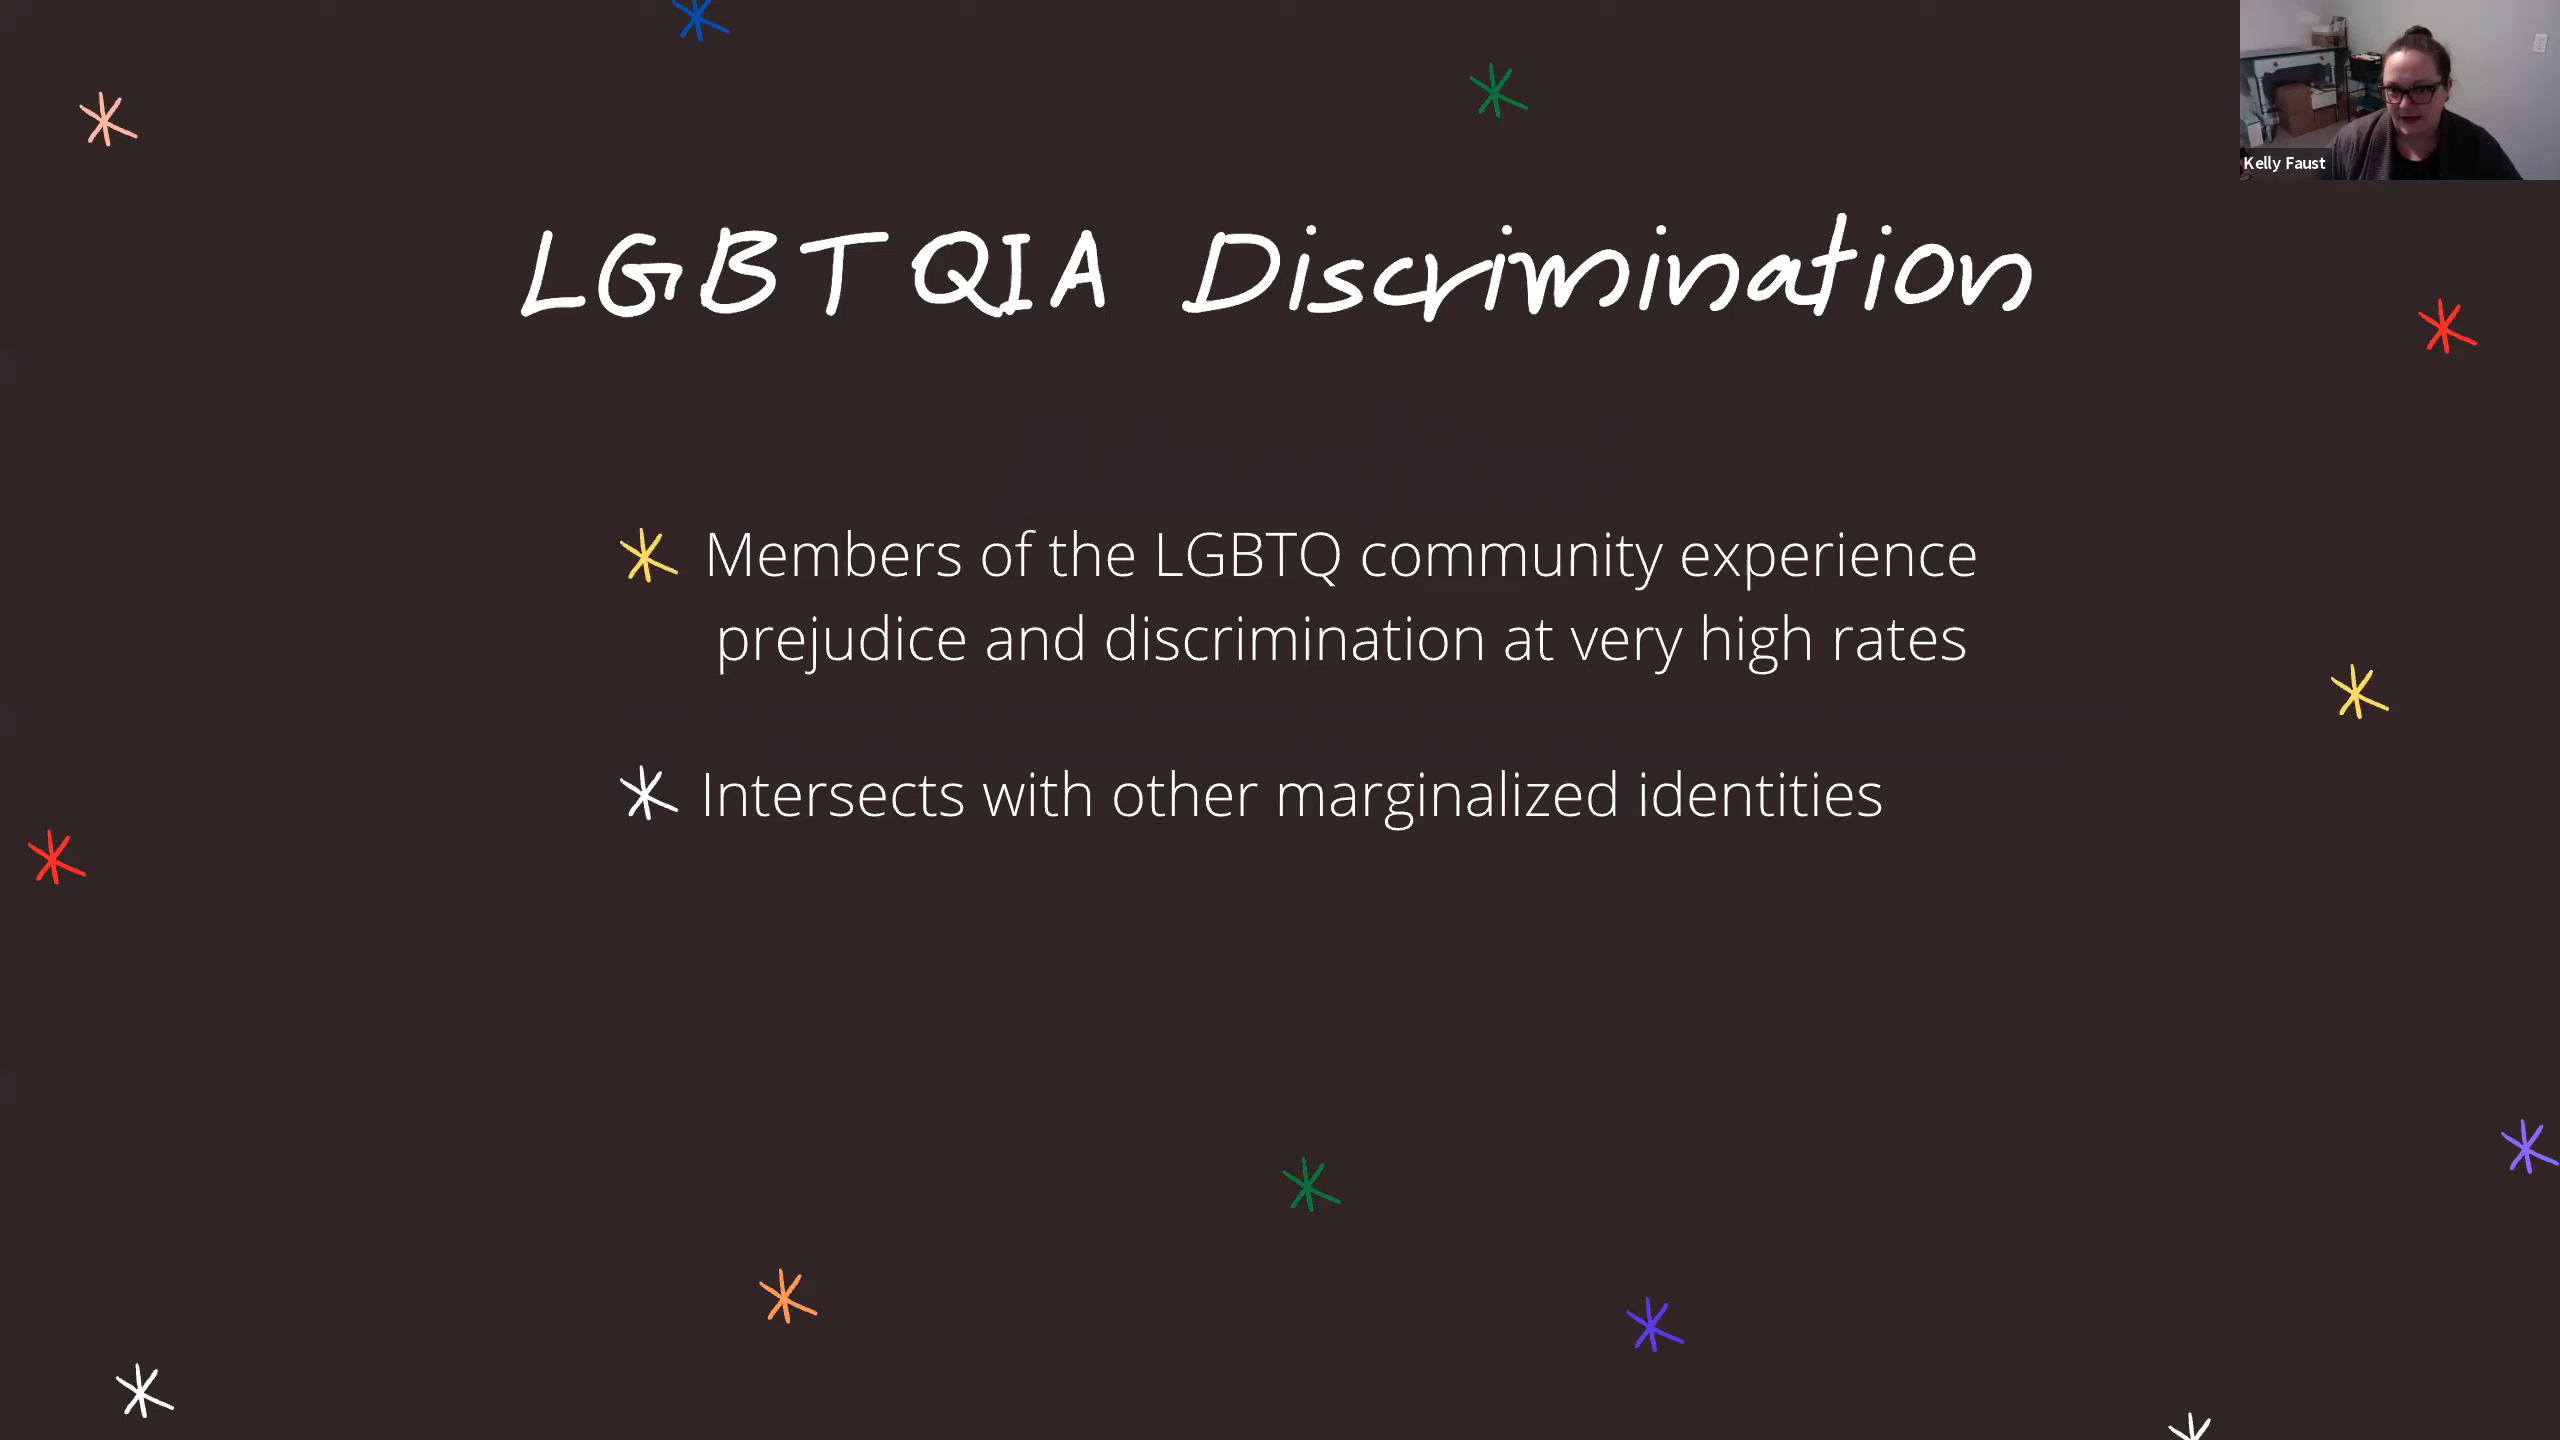 Kelly Faust
LGBTQIA Discrimination
Members of the LGBTQ community experience
prejudice and discrimination at very high rates
Intersects with other marginalized identities